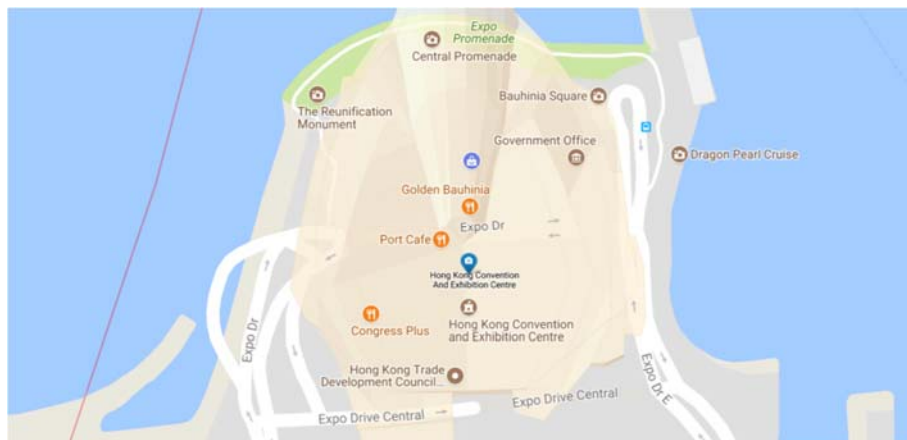 Expo
Promenade
Central Promenade
The Reunification
Monument
Bauhinia Square
Government Office
Dragon Pearl Cruise
Golden Bauhinia
Expo Dr
Port Cafe
Hong Kong Convention
And Exhibition Centre
Hong Kong Convention
and Exhibition Centre
Congress Plus
Expo Dr
Hong Kong Trade
Development Council...
Expo Dr E
Expo Drive Central
Expo Drive Central